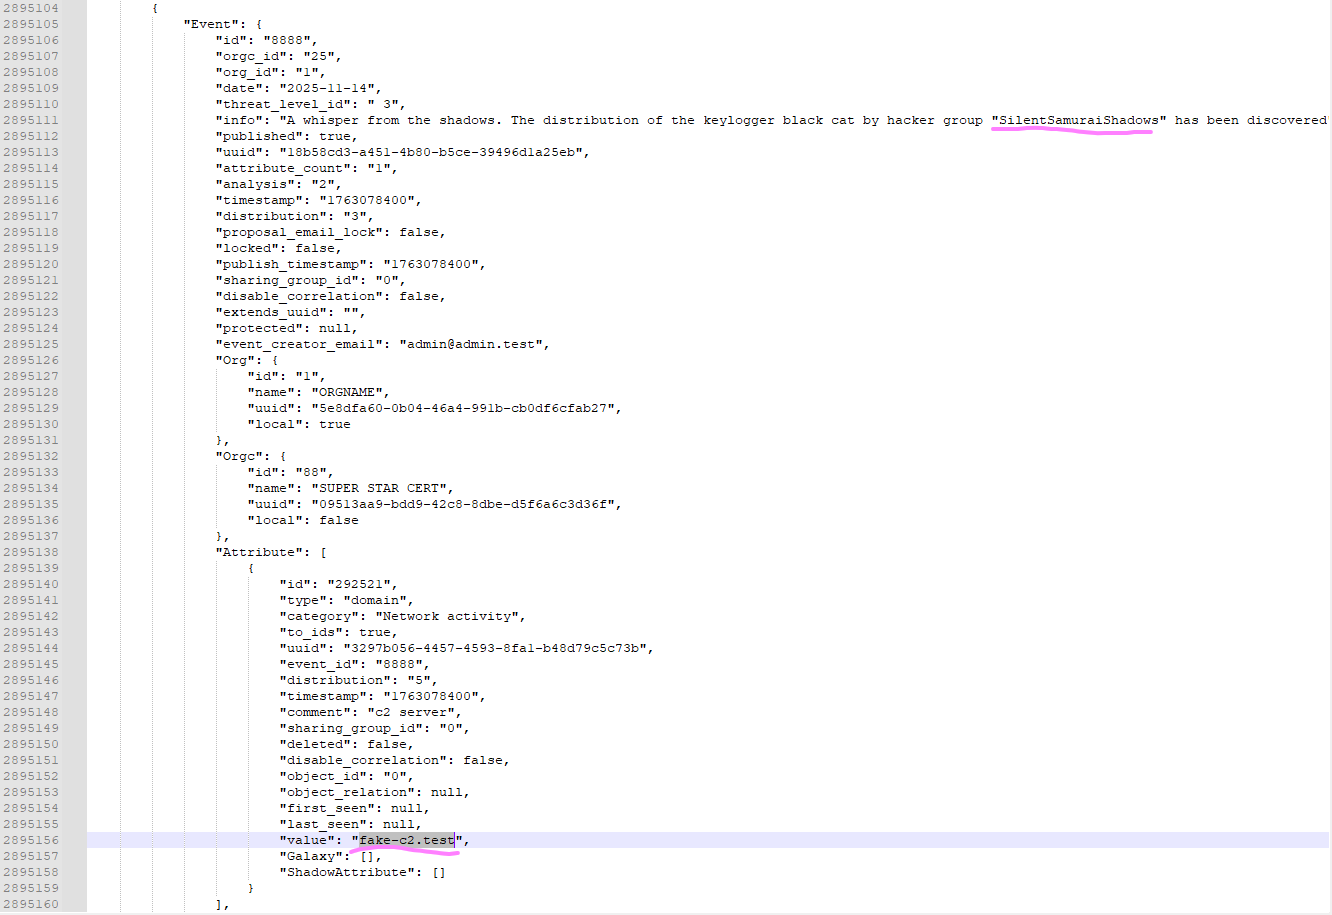 2895104 {
2895105 "Event": {
2895106 "id": "8888",
2895107 "orgc_id": "25",
2895108 "org_id": "1",
2895109 "date": "2025-11-14",
2895110 "threat_level_id": " 3",
2895111 "info": "A whisper from the shadows. The distribution of the keylogger black cat by hacker group "SilentSamuraiShadows" has been discovered
2895112 "published": true,
2895113 "uuid": "18b58cd3-a451-4b80-b5ce-39496d1a25eb",
2895114 "attribute_count": "1",
2895115 "analysis": "2",
2895116 "timestamp": "1763078400",
2895117 "distribution": "3",
2895118 "proposal_email_lock": false,
2895119 "locked": false,
2895120 "publish_timestamp": "1763078400",
2895121 "sharing_group_id": "0",
2895122 "disable_correlation": false,
2895123 "extends_uuid": "",
2895124 "protected": null,
2895125 "event_creator_email": "admin@admin.test",
2895126 "Org": {
2895127 "id": "1",
2895128 "name": "ORGNAME",
2895129 "uuid": "5e8dfa60-0b04-46a4-991b-cb0df6cfab27",
2895130 "local": true
2895131 },
2895132 "Orgc": {
2895133 "id": "88",
2895134 "name": "SUPER STAR CERT",
2895135 "uuid": "09513aa9-bdd9-42c8-8dbe-d5f6a6c3d36f",
2895136 "local": false
2895137 },
2895138 "Attribute": [
2895139 {
2895140 "id": "292521",
2895141 "type": "domain",
2895142 "category": "Network activity",
2895143 "to_ids": true,
2895144 "uuid": "3297b056-4457-4593-8fa1-b48d79c5c73b",
2895145 "event_id": "8888",
2895146 "distribution": "5",
2895147 "timestamp": "1763078400",
2895148 "comment": "c2 server",
2895149 "sharing_group_id": "0",
2895150 "deleted": false,
2895151 "disable_correlation": false,
2895152 "object_id": "0",
2895153 "object_relation": null,
2895154 "first_seen": null,
2895155 "last_seen": null,
2895156 "value": "fake-c2.test",
2895157 "Galaxy": [],
2895158 "ShadowAttribute": []
2895159 }
2895160 ],